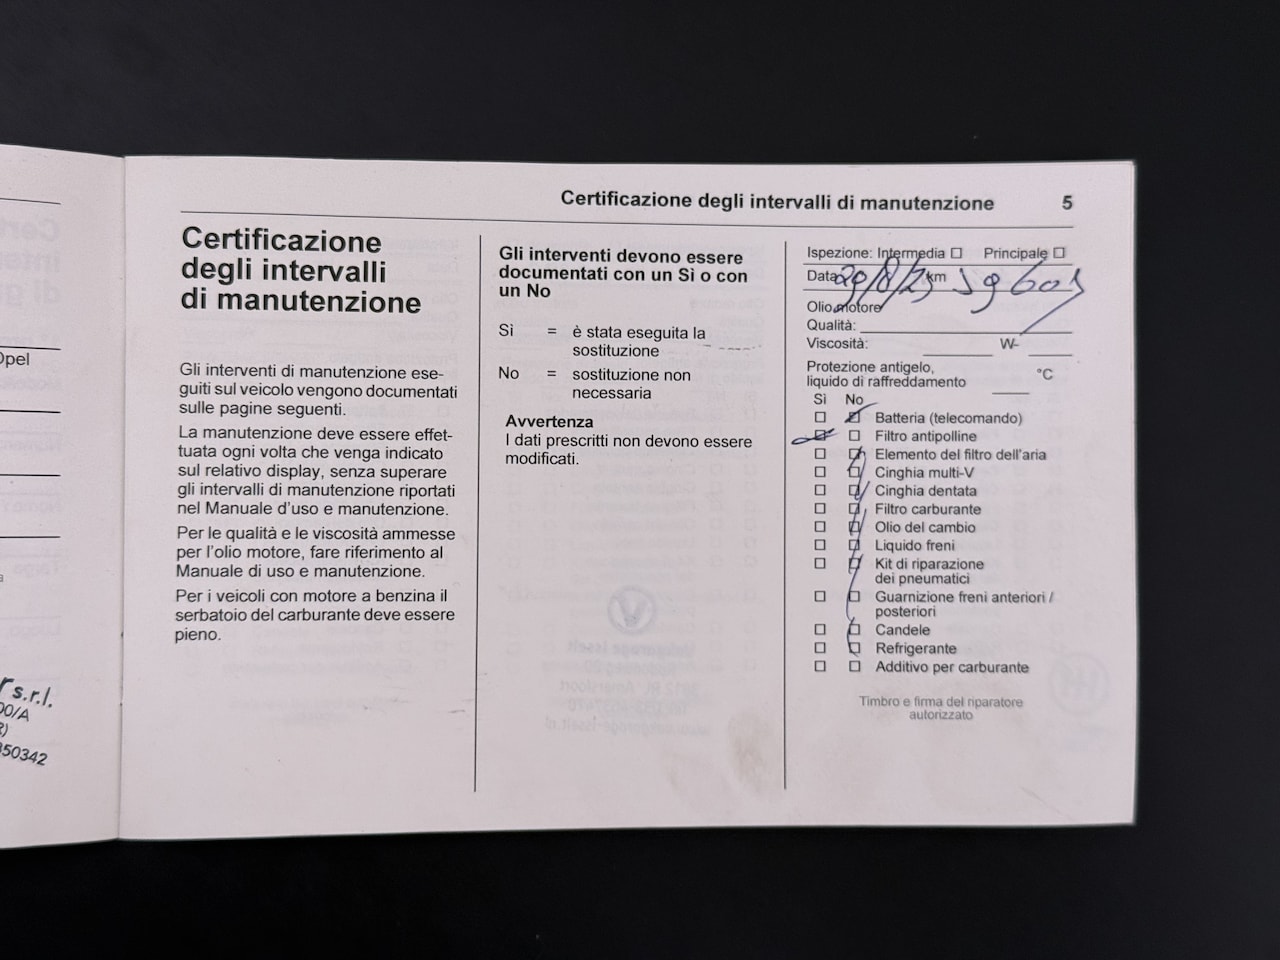 Opel
r s.r.l.
00/A
R)
350342
Certificazione degli intervalli di manutenzione 5
Certificazione
degli intervalli
di manutenzione
Gli interventi di manutenzione ese-
guiti sul veicolo vengono documentati
sulle pagine seguenti.
La manutenzione deve essere effet-
tuata ogni volta che venga indicato
sul relativo display, senza superare
gli intervalli di manutenzione riportati
nel Manuale d'uso e manutenzione.
Per le qualità e le viscosità ammesse
per l'olio motore, fare riferimento al
Manuale di uso e manutenzione.
Per i veicoli con motore a benzina il
serbatoio del carburante deve essere
pieno.
Gli interventi devono essere
documentati con un Sì o con
un No
Sì = è stata eseguita la
sostituzione
No = sostituzione non
necessaria
Avvertenza
I dati prescritti non devono essere
modificati.
Ispezione: Intermedia ☐ Principale ☐
Data 29/8/23 km
Olio motore
Qualità:
Viscosità: W-
Protezione antigelo,
liquido di raffreddamento °C
Sì No
Batteria (telecomando)
Filtro antipolline
Elemento del filtro dell'aria
Cinghia multi-V
Cinghia dentata
Filtro carburante
Olio del cambio
Liquido freni
Kit di riparazione
dei pneumatici
Guarnizione freni anteriori /
posteriori
Candele
Refrigerante
Additivo per carburante
Timbro e firma del riparatore
autorizzato